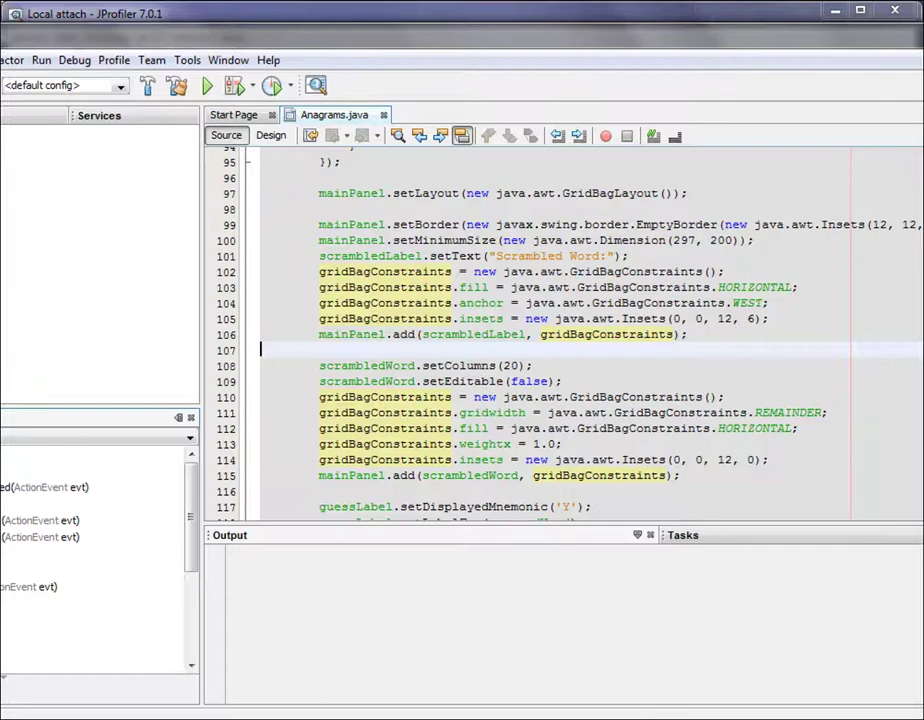 Local attach - JProfiler 7.0.1
actor Run Debug Profile Team Tools Window Help
<default config>
Services
Start Page Anagrams.java
Source Design
94 }
95 });
96
97 mainPanel.setLayout(new java.awt.GridBagLayout());
98
99 mainPanel.setBorder(new javax.swing.border.EmptyBorder(new java.awt.Insets(12, 12,
100 mainPanel.setMinimumSize(new java.awt.Dimension(297, 200));
101 scrambledLabel.setText("Scrambled Word:");
102 gridBagConstraints = new java.awt.GridBagConstraints();
103 gridBagConstraints.fill = java.awt.GridBagConstraints.HORIZONTAL;
104 gridBagConstraints.anchor = java.awt.GridBagConstraints.WEST;
105 gridBagConstraints.insets = new java.awt.Insets(0, 0, 12, 6);
106 mainPanel.add(scrambledLabel, gridBagConstraints);
107
108 scrambledWord.setColumns(20);
109 scrambledWord.setEditable(false);
110 gridBagConstraints = new java.awt.GridBagConstraints();
111 gridBagConstraints.gridwidth = java.awt.GridBagConstraints.REMAINDER;
112 gridBagConstraints.fill = java.awt.GridBagConstraints.HORIZONTAL;
113 gridBagConstraints.weightx = 1.0;
114 gridBagConstraints.insets = new java.awt.Insets(0, 0, 12, 0);
115 mainPanel.add(scrambledWord, gridBagConstraints);
116
117 guessLabel.setDisplayedMnemonic('Y');
ed(ActionEvent evt)
(ActionEvent evt)
(ActionEvent evt)
onEvent evt)
Output
Tasks